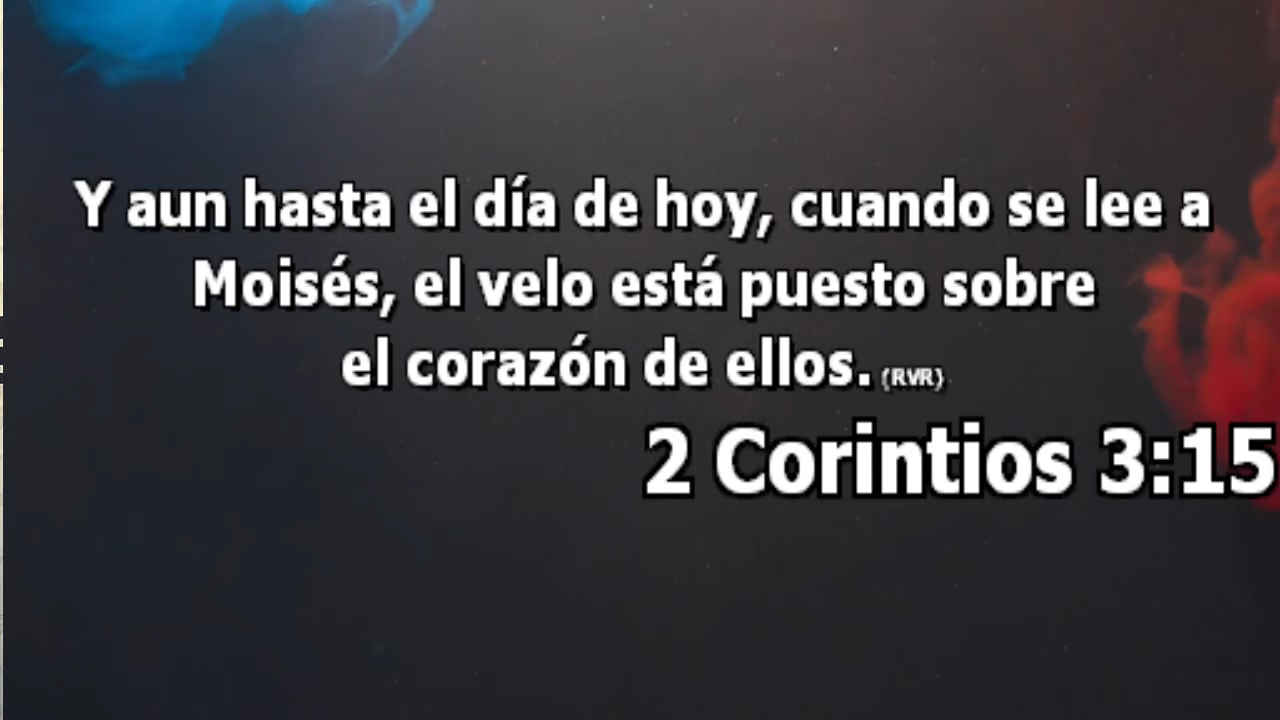 Y aun hasta el día de hoy, cuando se lee a
Moisés, el velo está puesto sobre
el corazón de ellos. (RVR)
2 Corintios 3:15